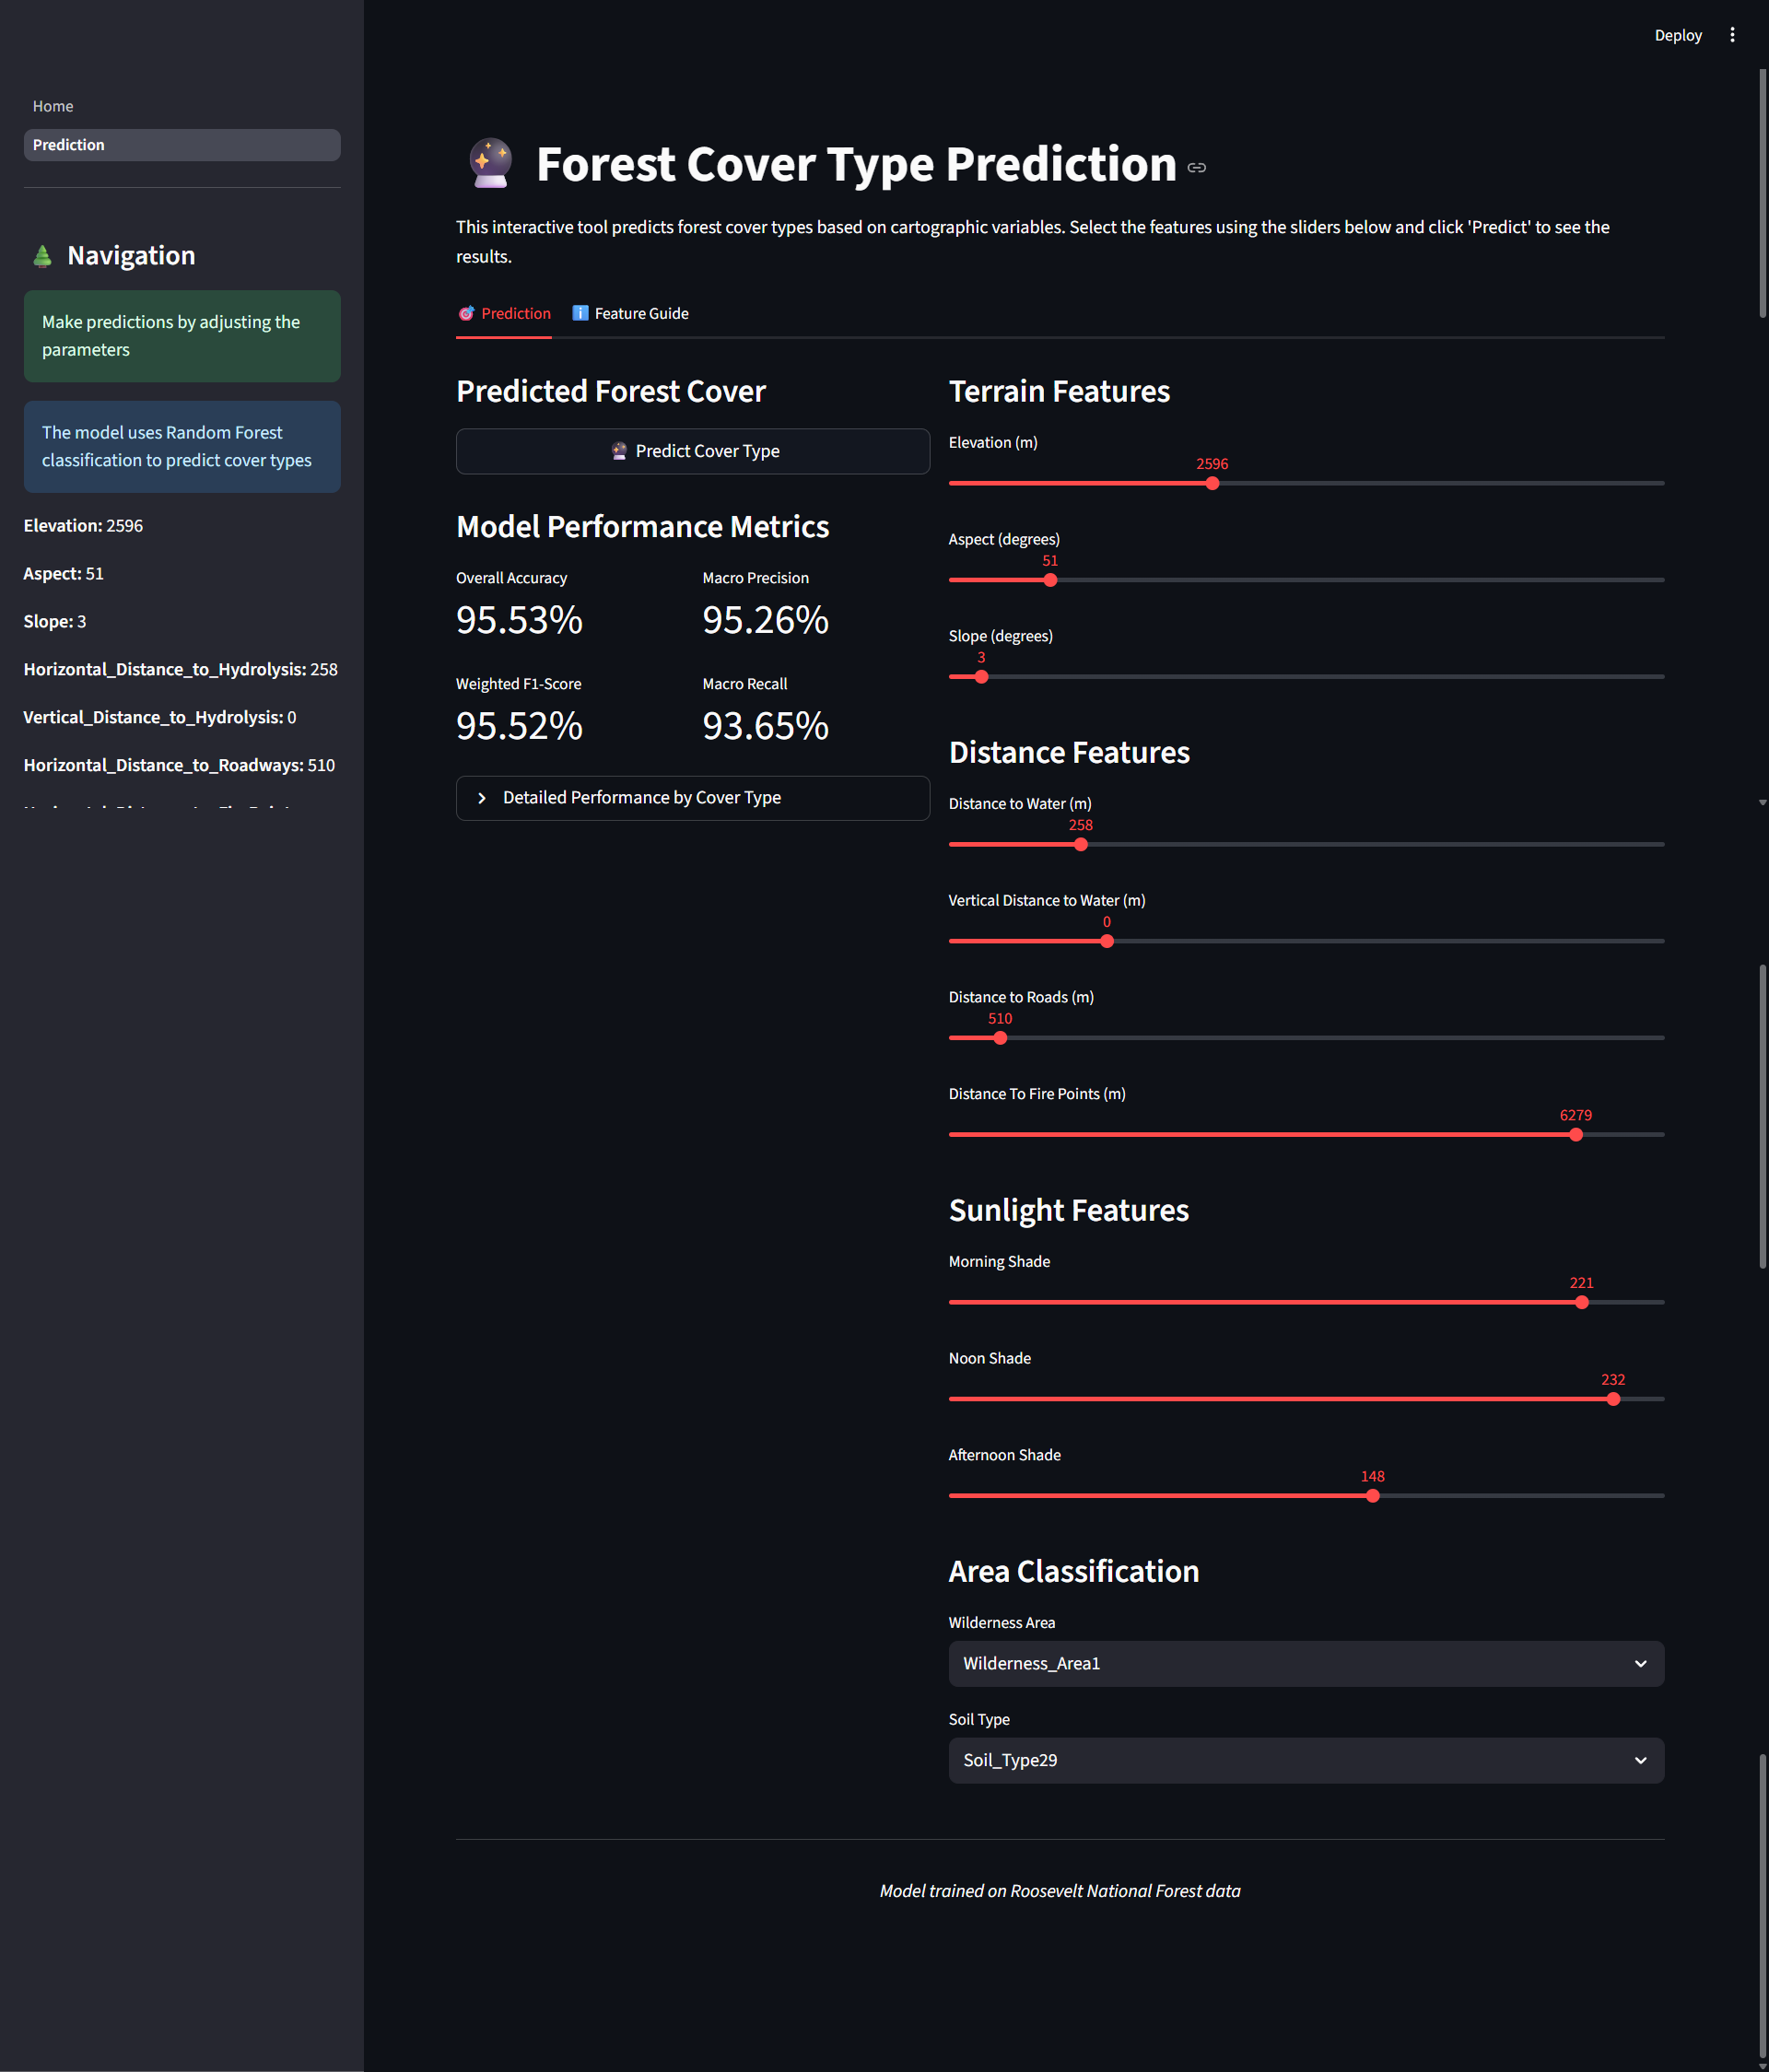 Deploy
Home
Prediction
Navigation
Make predictions by adjusting the
parameters
The model uses Random Forest
classification to predict cover types
Elevation: 2596
Aspect: 51
Slope: 3
Horizontal_Distance_to_Hydrolysis: 258
Vertical_Distance_to_Hydrolysis: 0
Horizontal_Distance_to_Roadways: 510
Forest Cover Type Prediction
This interactive tool predicts forest cover types based on cartographic variables. Select the features using the sliders below and click 'Predict' to see the
results.
Prediction
Feature Guide
Predicted Forest Cover
Predict Cover Type
Model Performance Metrics
Overall Accuracy
95.53%
Macro Precision
95.26%
Weighted F1-Score
95.52%
Macro Recall
93.65%
Detailed Performance by Cover Type
Terrain Features
Elevation (m)
2596
Aspect (degrees)
51
Slope (degrees)
3
Distance Features
Distance to Water (m)
258
Vertical Distance to Water (m)
0
Distance to Roads (m)
510
Distance To Fire Points (m)
6279
Sunlight Features
Morning Shade
221
Noon Shade
232
Afternoon Shade
148
Area Classification
Wilderness Area
Wilderness_Area1
Soil Type
Soil_Type29
Model trained on Roosevelt National Forest data